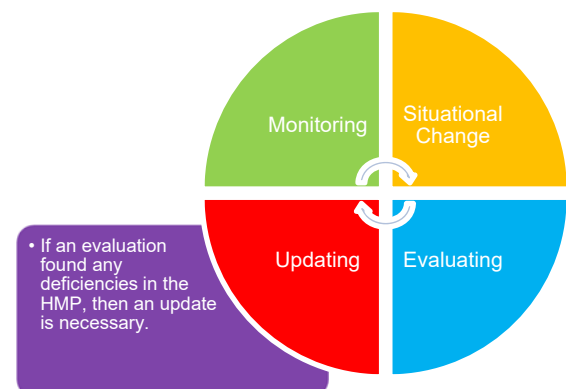 Monitoring
Situational
Change
Updating
Evaluating
• If an evaluation
found any
deficiencies in the
HMP, then an update
is necessary.